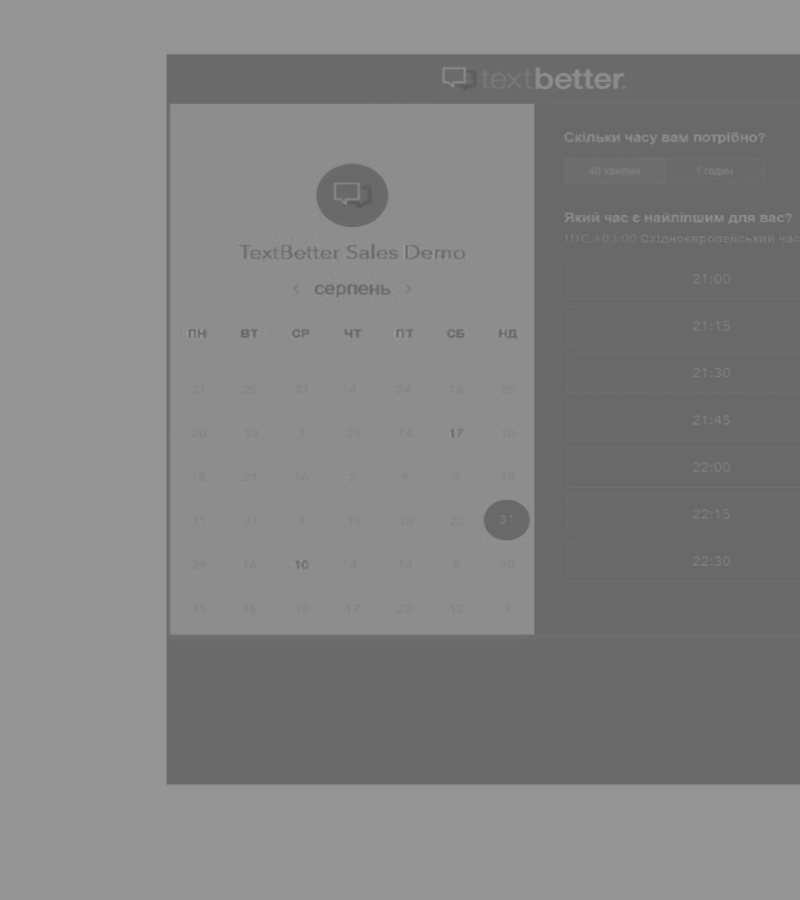 textbetter.
TextBetter Sales Demo
‹ серпень ›
ПН ВТ СР ЧТ ПТ СБ НД
21 25 21 4 24 18 20
20 13 7 29 14 17 10
18 21 16 2 9 3 19
11 31 4 13 13 22 31
29 16 10 4 14 9 30
15 16 12 17 26 12 1
Скільки часу вам потрібно?
40 хвилин 1 годин
Який час є найліпшим для вас?
UTC +03:00 Східноєвропейський час
21:00
21:15
21:30
21:45
22:00
22:15
22:30